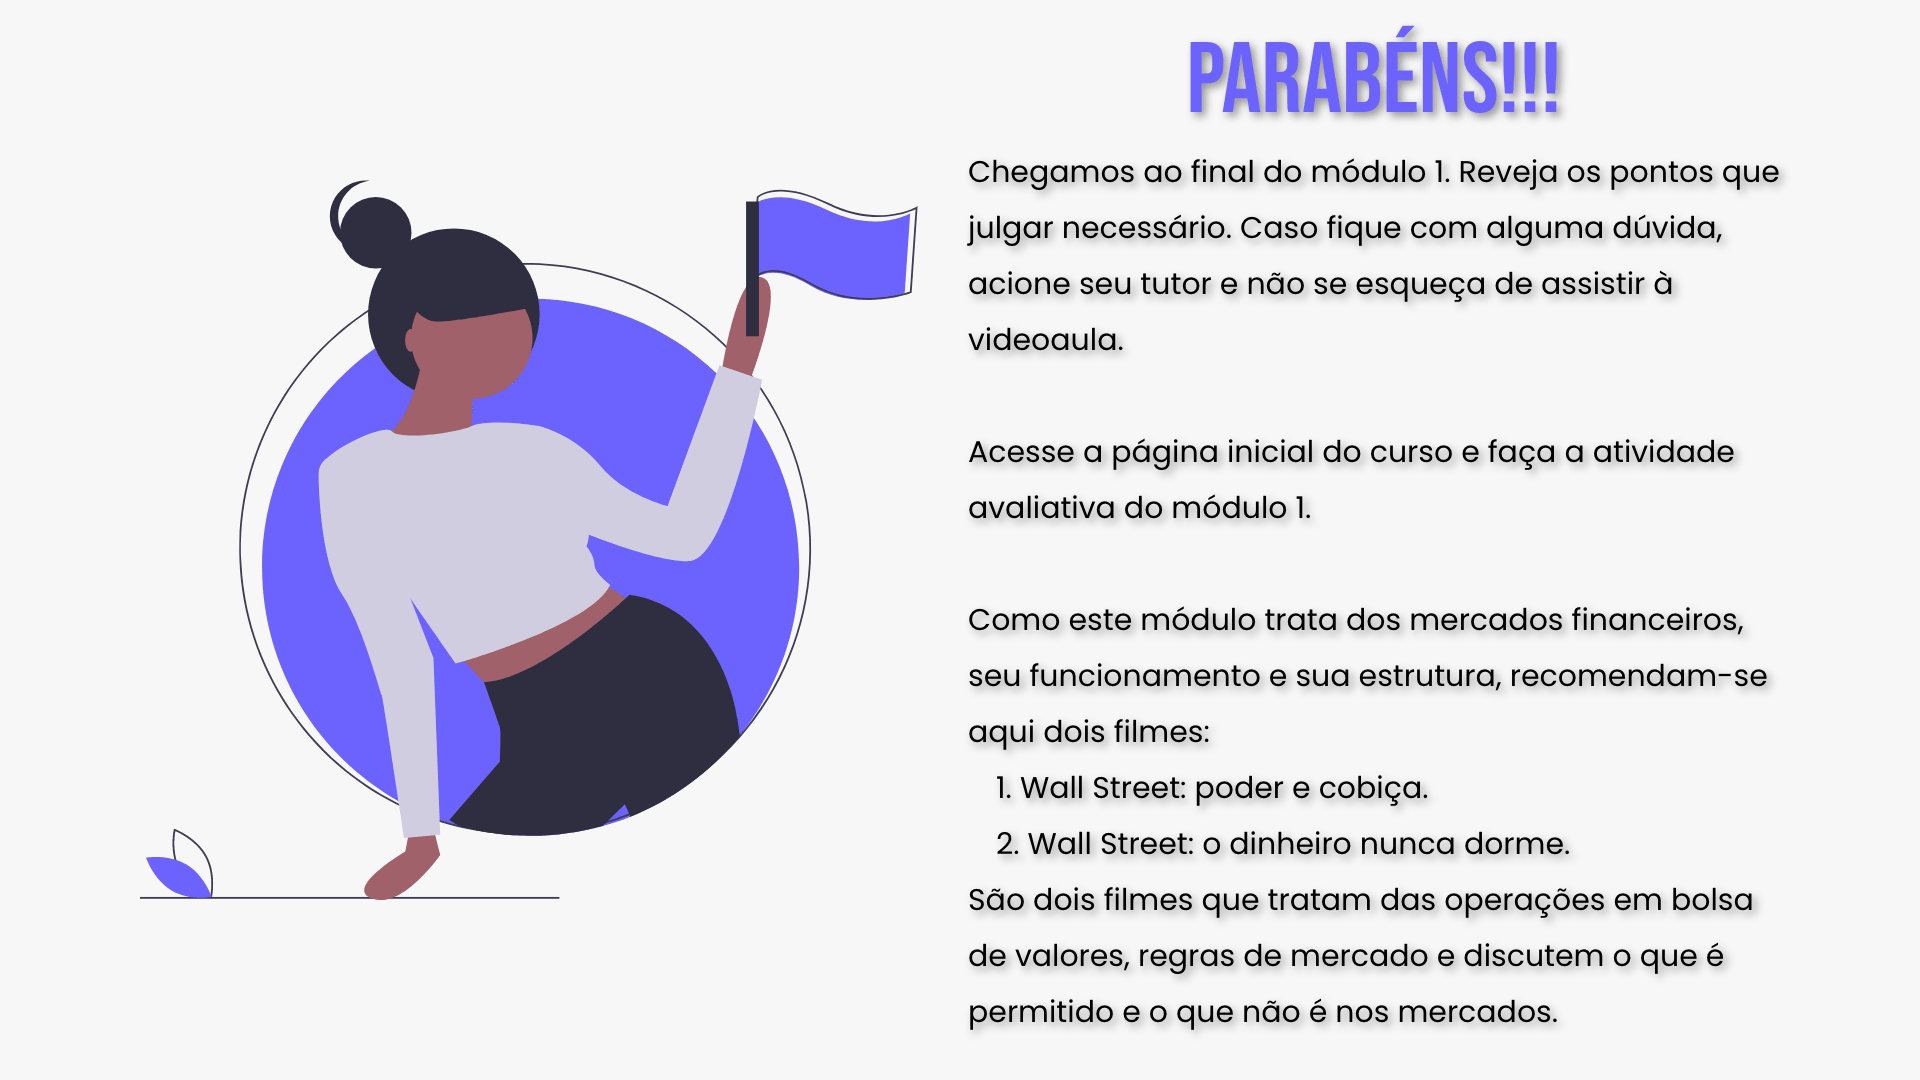 PARABÉNS!!!
Chegamos ao final do módulo 1. Reveja os pontos que
julgar necessário. Caso fique com alguma dúvida,
acione seu tutor e não se esqueça de assistir à
videoaula.
Acesse a página inicial do curso e faça a atividade
avaliativa do módulo 1.
Como este módulo trata dos mercados financeiros,
seu funcionamento e sua estrutura, recomendam-se
aqui dois filmes:
1. Wall Street: poder e cobiça.
2. Wall Street: o dinheiro nunca dorme.
São dois filmes que tratam das operações em bolsa
de valores, regras de mercado e discutem o que é
permitido e o que não é nos mercados.